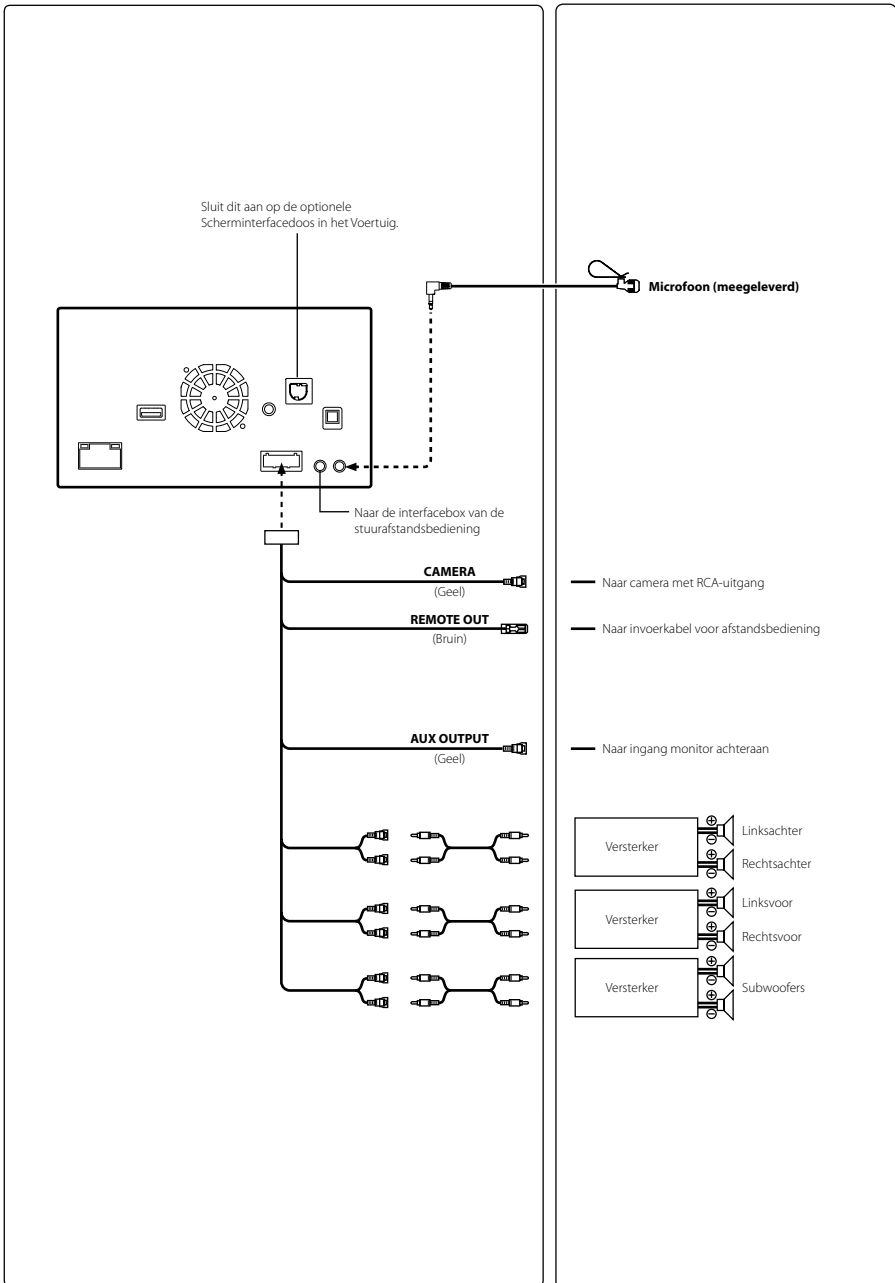 Sluit dit aan op de optionele
Scherminterfacedoos in het Voertuig.
Microfoon (meegeleverd)
Naar de interfacebox van de
stuurafstandsbediening
CAMERA
(Geel)
Naar camera met RCA-uitgang
REMOTE OUT
(Bruin)
Naar invoerkabel voor afstandsbediening
AUX OUTPUT
(Geel)
Naar ingang monitor achteraan
Versterker
Linksachter
Rechtsachter
Versterker
Linksvoor
Rechtsvoor
Versterker
Subwoofers